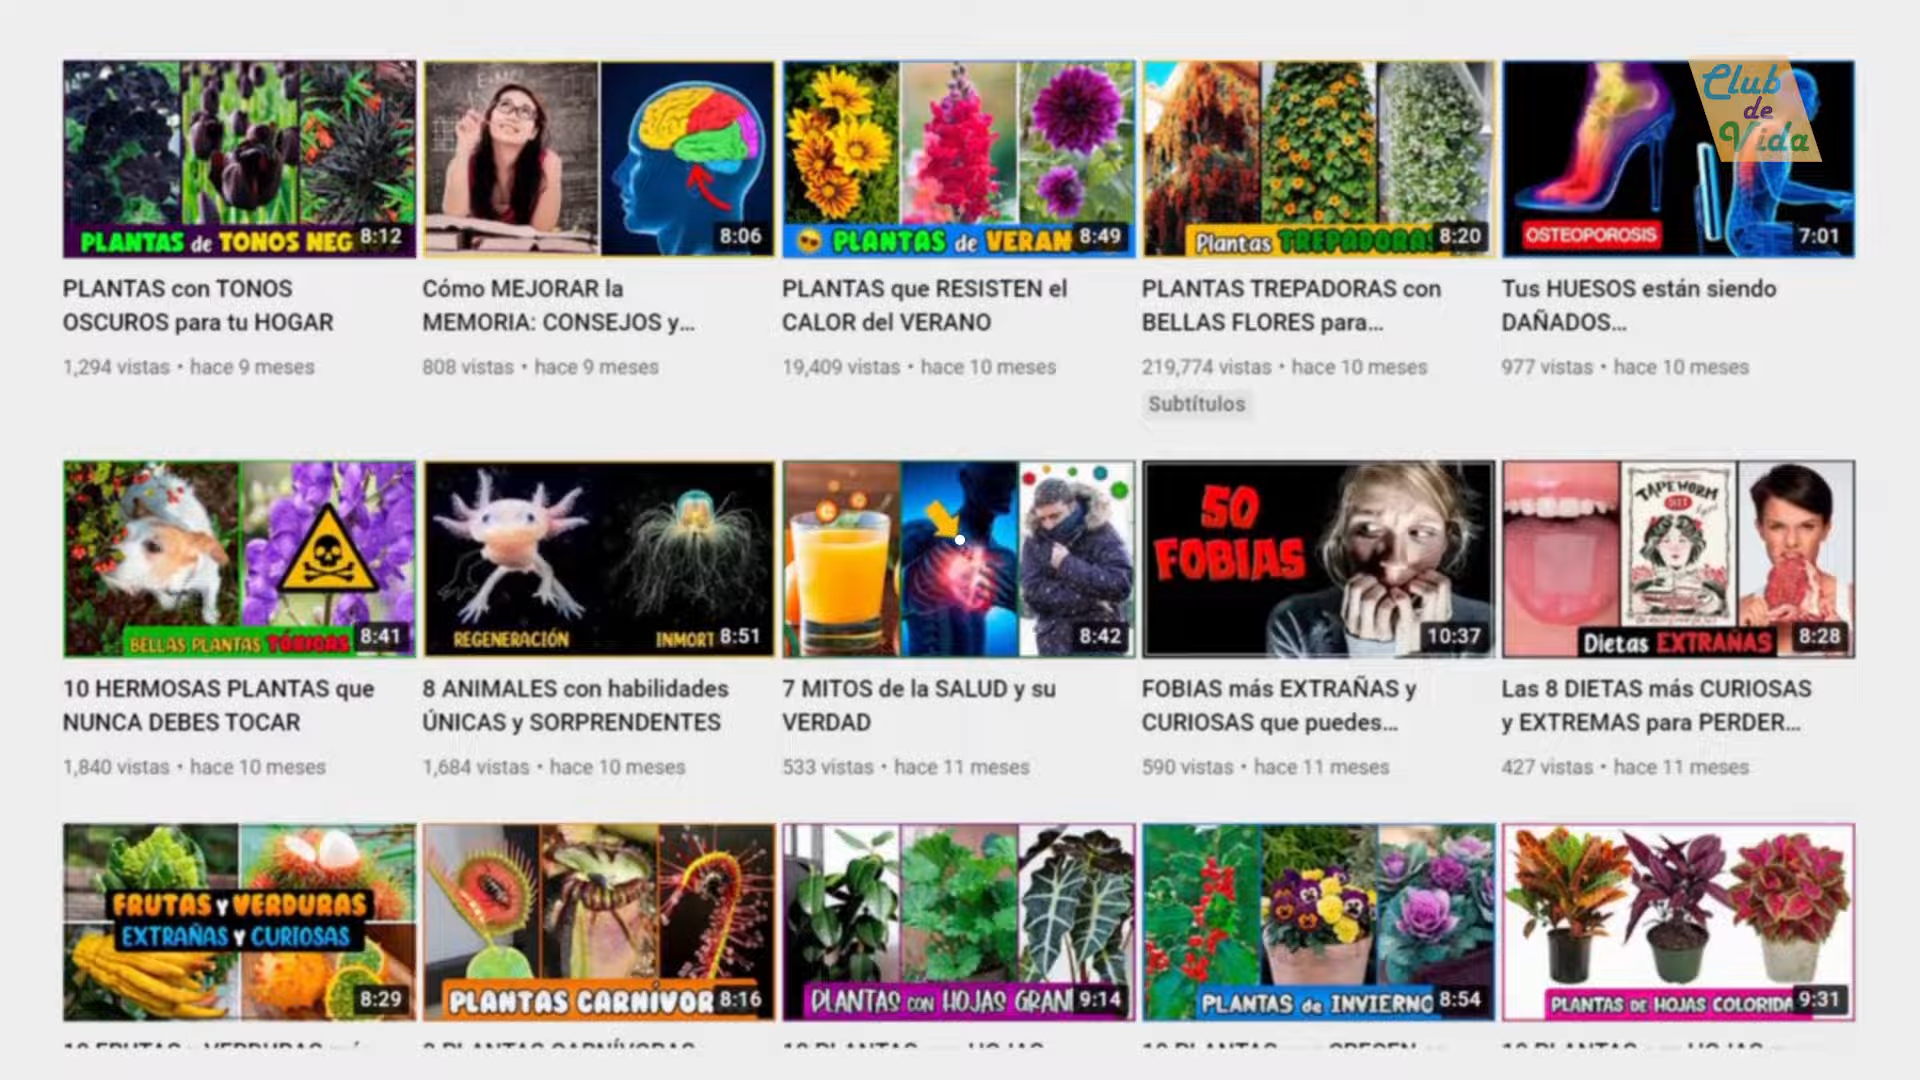 Club
de
Vida
PLANTAS de TONOS NEG 8:12
8:06
PLANTAS de VERAN 8:49
Plantas TREPADORAS 8:20
OSTEOPOROSIS 7:01
PLANTAS con TONOS
OSCUROS para tu HOGAR
1,294 vistas • hace 9 meses
Cómo MEJORAR la
MEMORIA: CONSEJOS y...
808 vistas • hace 9 meses
PLANTAS que RESISTEN el
CALOR del VERANO
19,409 vistas • hace 10 meses
PLANTAS TREPADORAS con
BELLAS FLORES para...
219,774 vistas • hace 10 meses
Subtítulos
Tus HUESOS están siendo
DAÑADOS...
977 vistas • hace 10 meses
BELLAS PLANTAS TÓXICAS 8:41
REGENERACIÓN INMORT 8:51
8:42
50
FOBIAS
10:37
TAPEWORM
Dietas EXTRAÑAS 8:28
10 HERMOSAS PLANTAS que
NUNCA DEBES TOCAR
1,840 vistas • hace 10 meses
8 ANIMALES con habilidades
ÚNICAS y SORPRENDENTES
1,684 vistas • hace 10 meses
7 MITOS de la SALUD y su
VERDAD
533 vistas • hace 11 meses
FOBIAS más EXTRAÑAS y
CURIOSAS que puedes...
590 vistas • hace 11 meses
Las 8 DIETAS más CURIOSAS
y EXTREMAS para PERDER...
427 vistas • hace 11 meses
FRUTAS Y VERDURAS
EXTRAÑAS Y CURIOSAS
8:29
PLANTAS CARNÍVOR 8:16
PLANTAS CON HOJAS GRAN 9:14
PLANTAS de INVIERNO 8:54
PLANTAS DE HOJAS COLORIDA 9:31